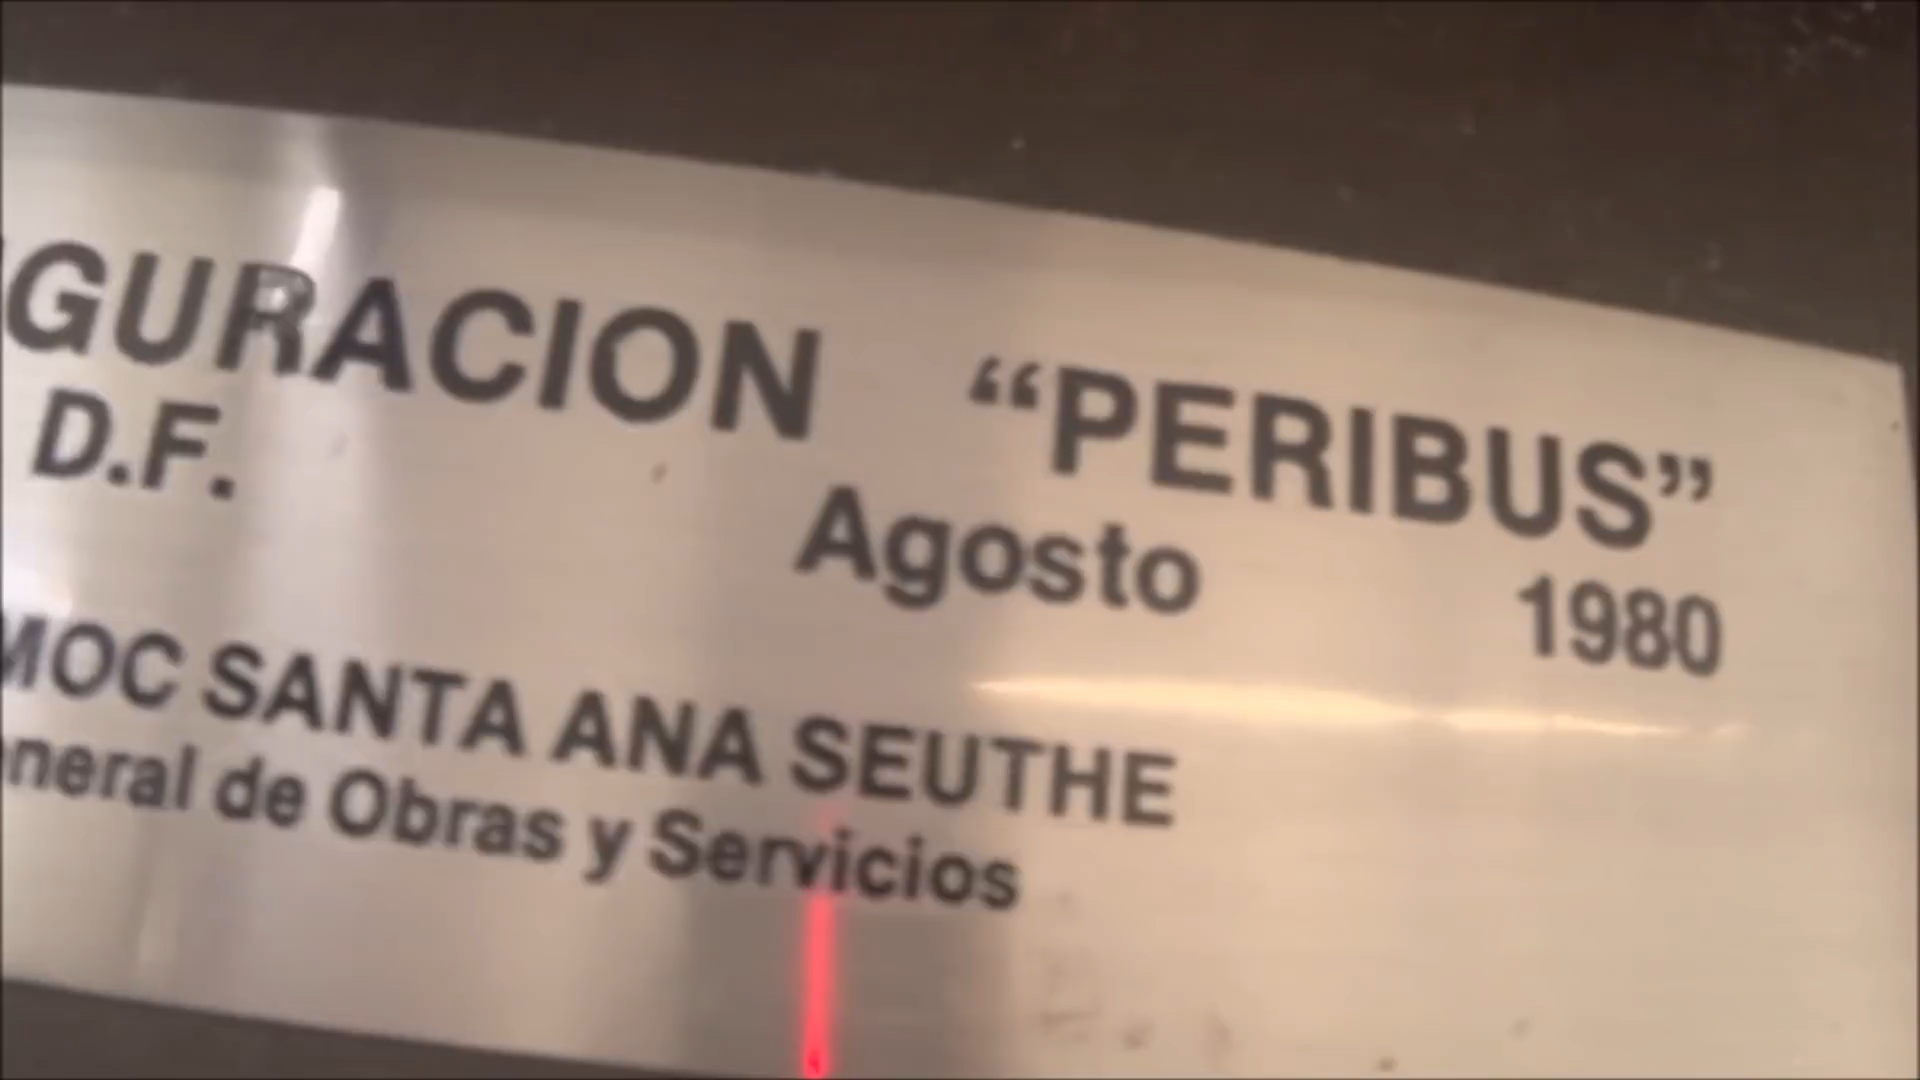 GURACION “PERIBUS”
D.F. Agosto 1980
MOC SANTA ANA SEUTHE
neral de Obras y Servicios